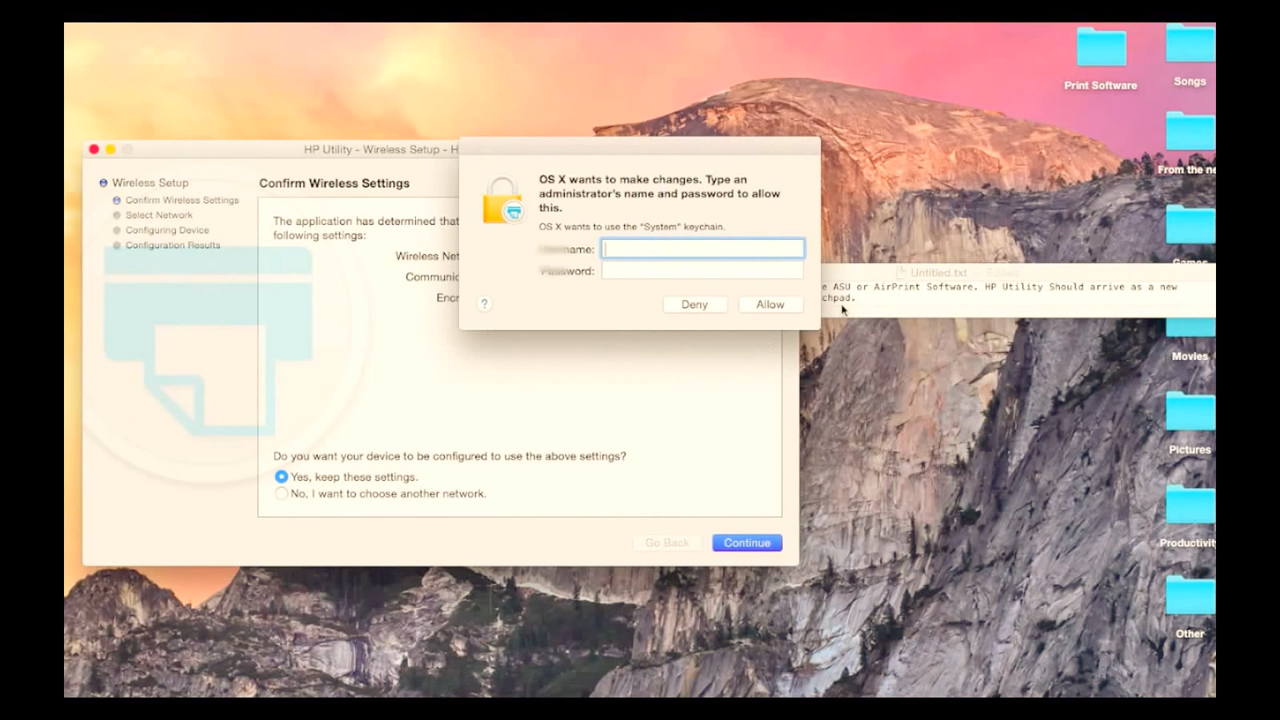 Print Software
Songs
From the ne
Games
Movies
Pictures
Productivity
Other
HP Utility - Wireless Setup - H
Wireless Setup
Confirm Wireless Settings
Select Network
Configuring Device
Configuration Results
Confirm Wireless Settings
The application has determined that
following settings:
Wireless Net
Communic
Encr
Do you want your device to be configured to use the above settings?
Yes, keep these settings.
No, I want to choose another network.
Go Back
Continue
OS X wants to make changes. Type an
administrator's name and password to allow
this.
OS X wants to use the "System" keychain.
name:
Password:
?
Deny
Allow
Untitled.txt — Edited
e ASU or AirPrint Software. HP Utility Should arrive as a new
chpad.